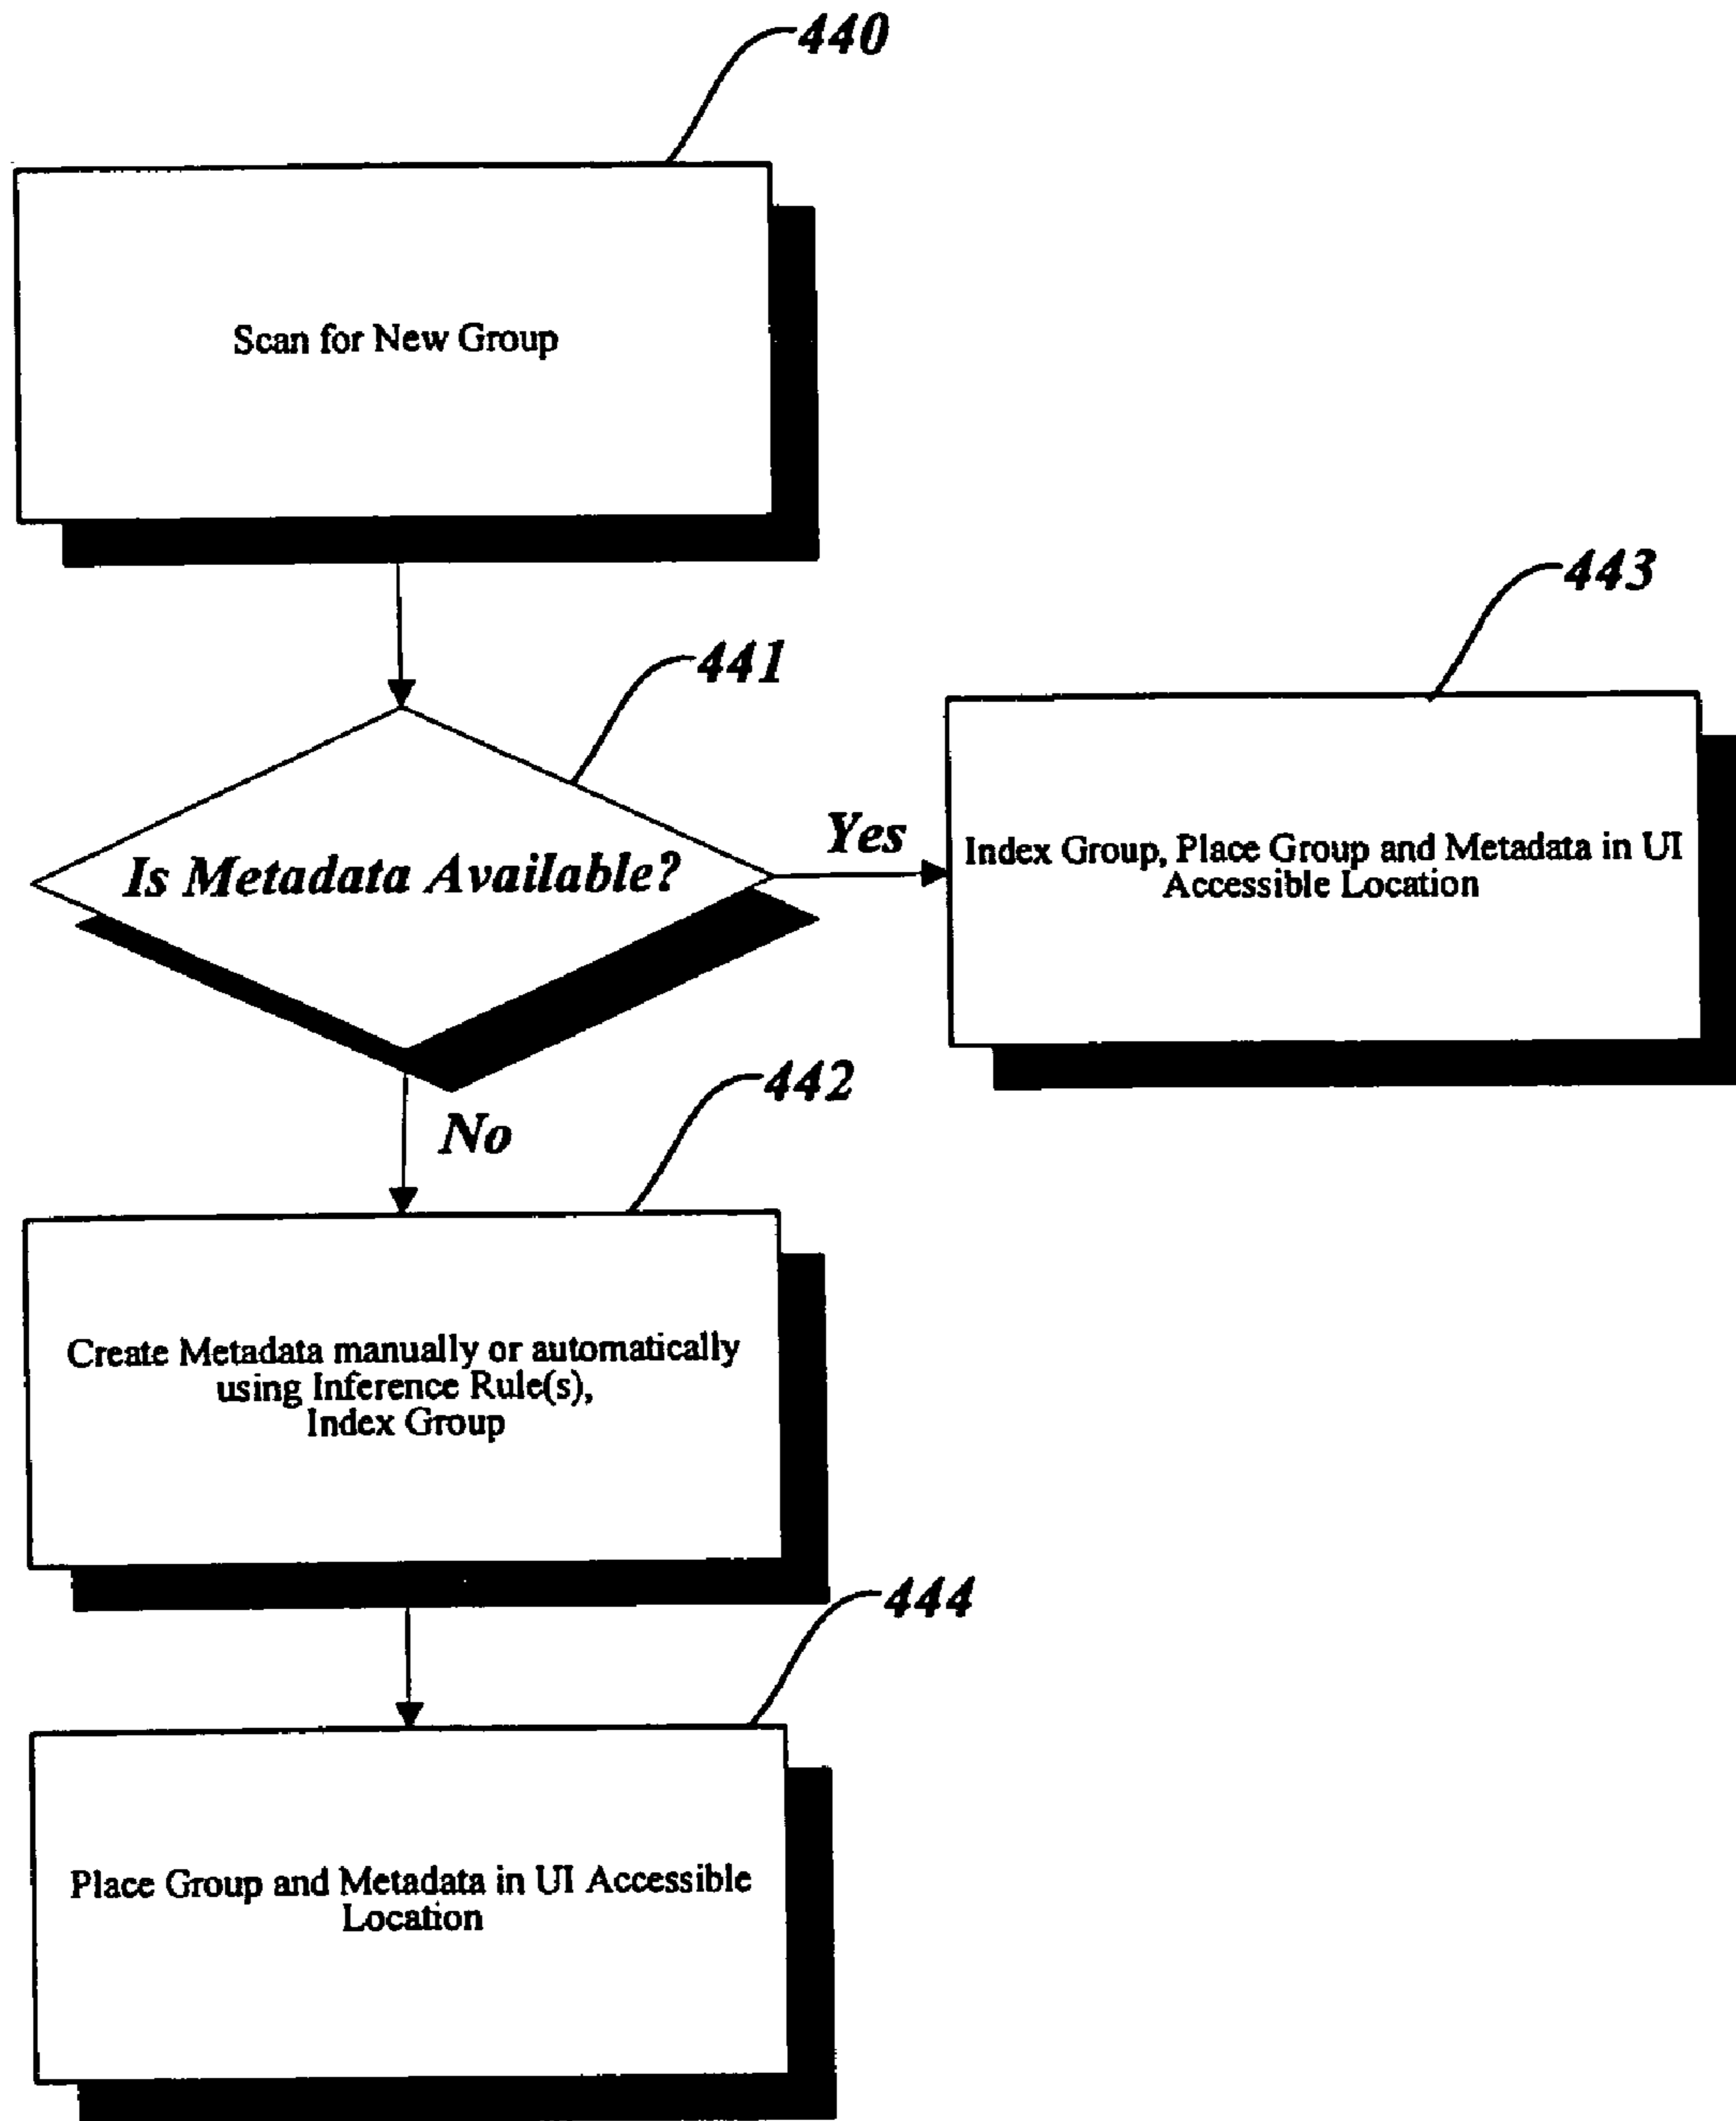 440
Scan for New Group
443
441
Yes
Is Metadata Available?
Index Group, Place Group and Metadata in UI
Accessible Location
442
No
Create Metadata manually or automatically
using Inference Rule(s),
Index Group
444
Place Group and Metadata in UI Accessible
Location